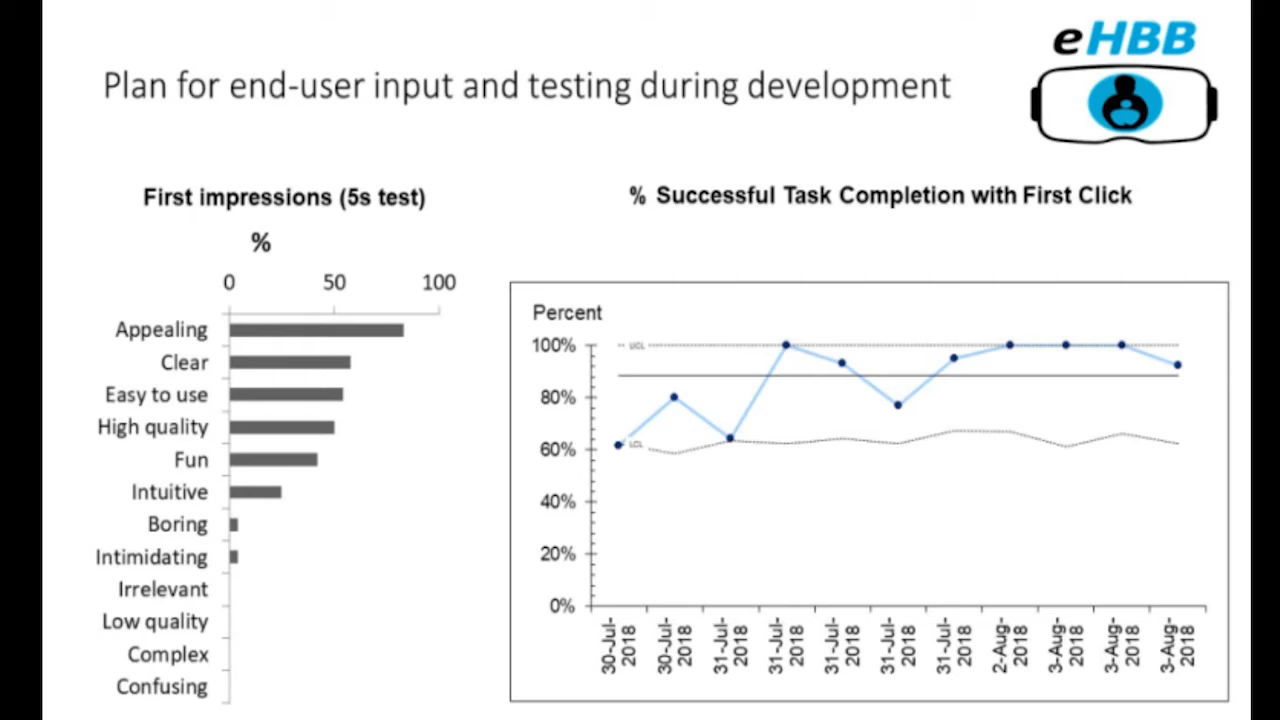 eHBB
Plan for end-user input and testing during development
First impressions (5s test)
%
0 50 100
Appealing
Clear
Easy to use
High quality
Fun
Intuitive
Boring
Intimidating
Irrelevant
Low quality
Complex
Confusing
% Successful Task Completion with First Click
Percent
100%
80%
60%
40%
20%
0%
UCL
LCL
30-Jul-
2018
30-Jul-
2018
31-Jul-
2018
31-Jul-
2018
31-Jul-
2018
31-Jul-
2018
31-Jul-
2018
2-Aug-
2018
3-Aug-
2018
3-Aug-
2018
3-Aug-
2018